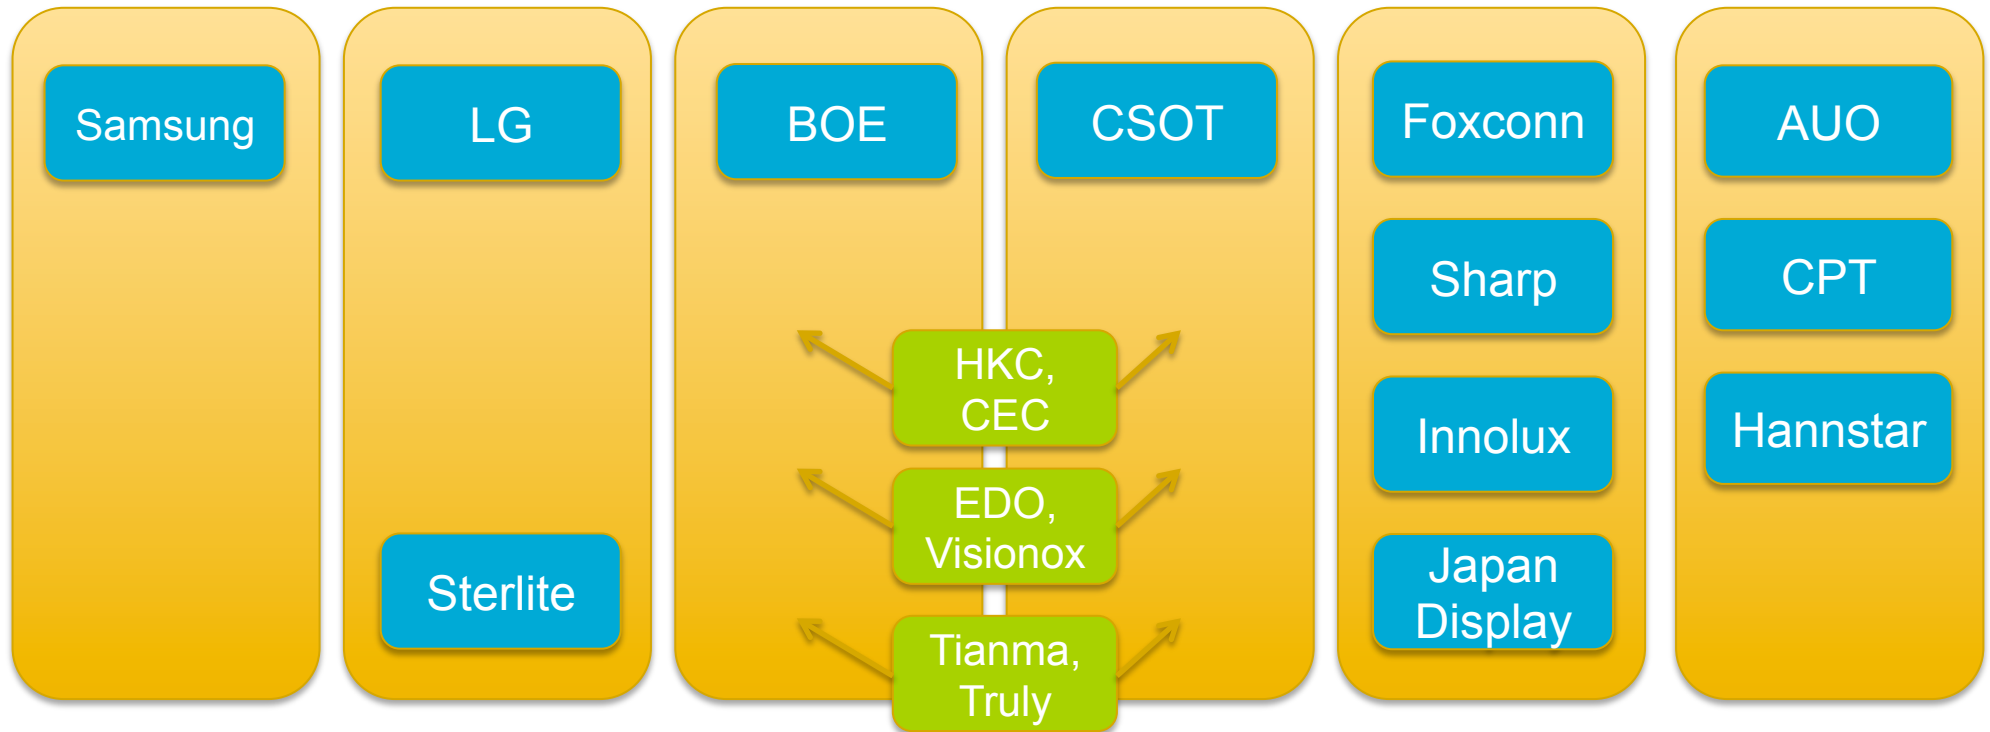 Samsung
LG
Sterlite
BOE
CSOT
HKC,
CEC
EDO,
Visionox
Tianma,
Truly
Foxconn
Sharp
Innolux
Japan
Display
AUO
CPT
Hannstar